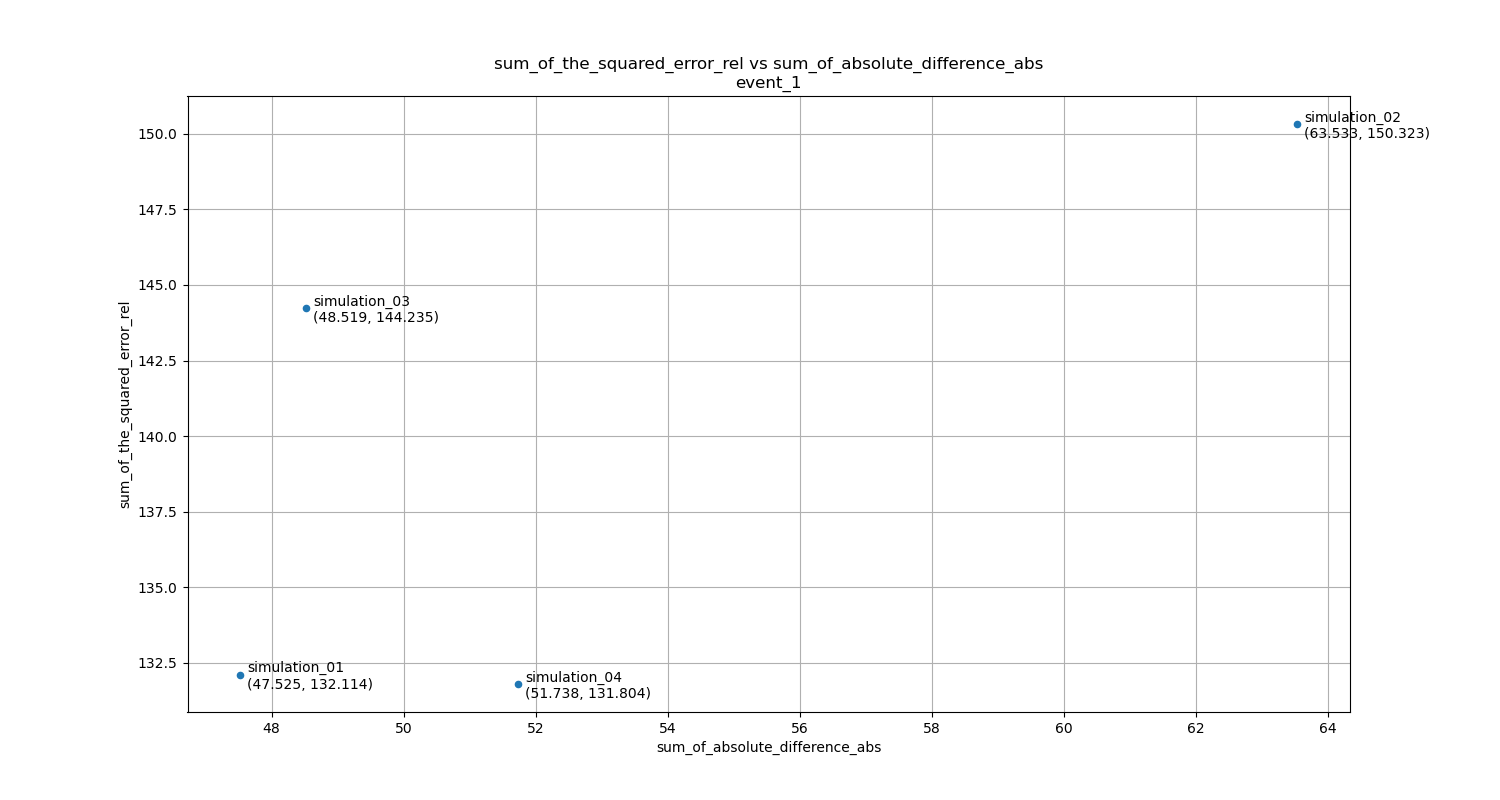 sum_of_the_squared_error_rel vs sum_of_absolute_difference_abs
event_1
sum_of_the_squared_error_rel
150.0
147.5
145.0
142.5
140.0
137.5
135.0
132.5
simulation_02
(63.533, 150.323)
simulation_03
(48.519, 144.235)
simulation_01
(47.525, 132.114)
simulation_04
(51.738, 131.804)
48
50
52
54
56
58
60
62
64
sum_of_absolute_difference_abs